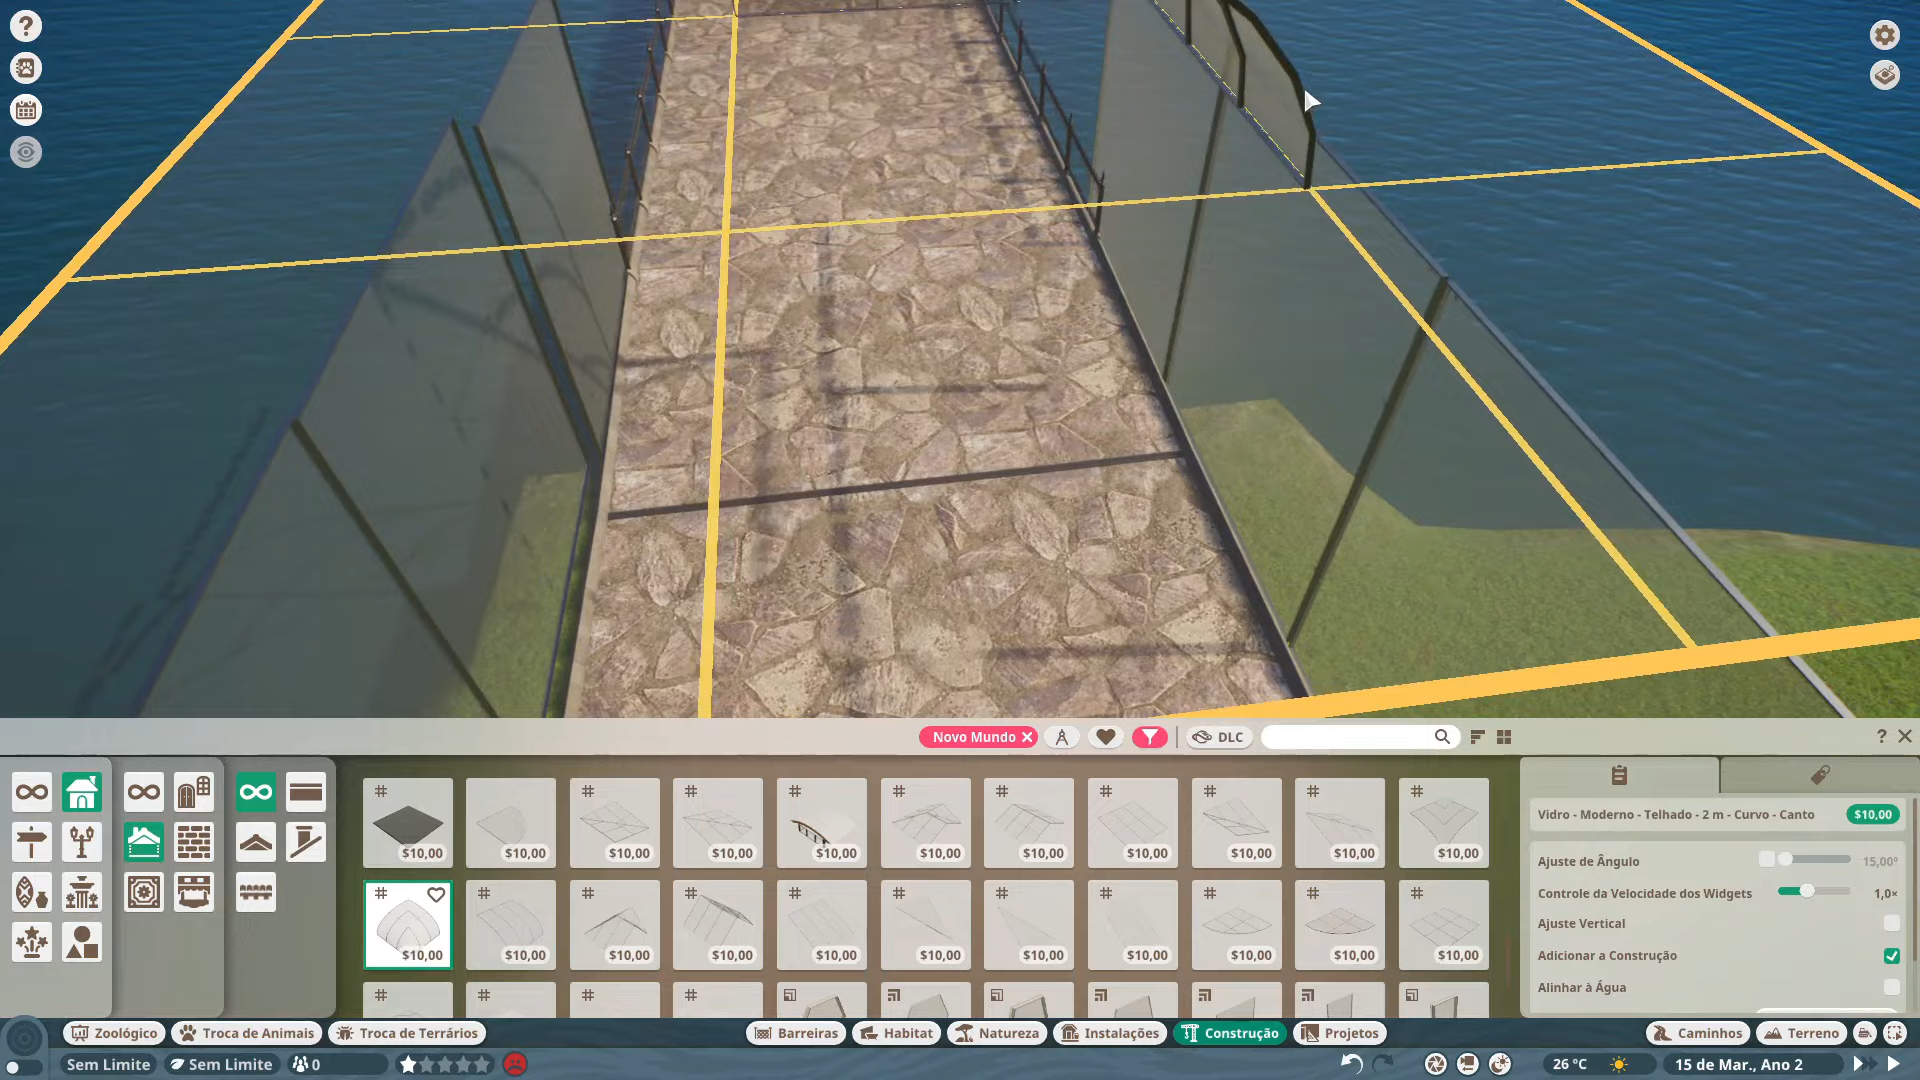 Novo Mundo
DLC
?
$10,00 $10,00 $10,00 $10,00 $10,00 $10,00 $10,00 $10,00 $10,00 $10,00 $10,00
$10,00 $10,00 $10,00 $10,00 $10,00 $10,00 $10,00 $10,00 $10,00 $10,00 $10,00
Vidro - Moderno - Telhado - 2 m - Curvo - Canto $10,00
Ajuste de Ângulo 15,00°
Controle da Velocidade dos Widgets 1,0×
Ajuste Vertical
Adicionar a Construção
Alinhar à Água
Zoológico Troca de Animais Troca de Terrários Barreiras Habitat Natureza Instalações Construção Projetos Caminhos Terreno
Sem Limite Sem Limite 0 26 °C 15 de Mar., Ano 2